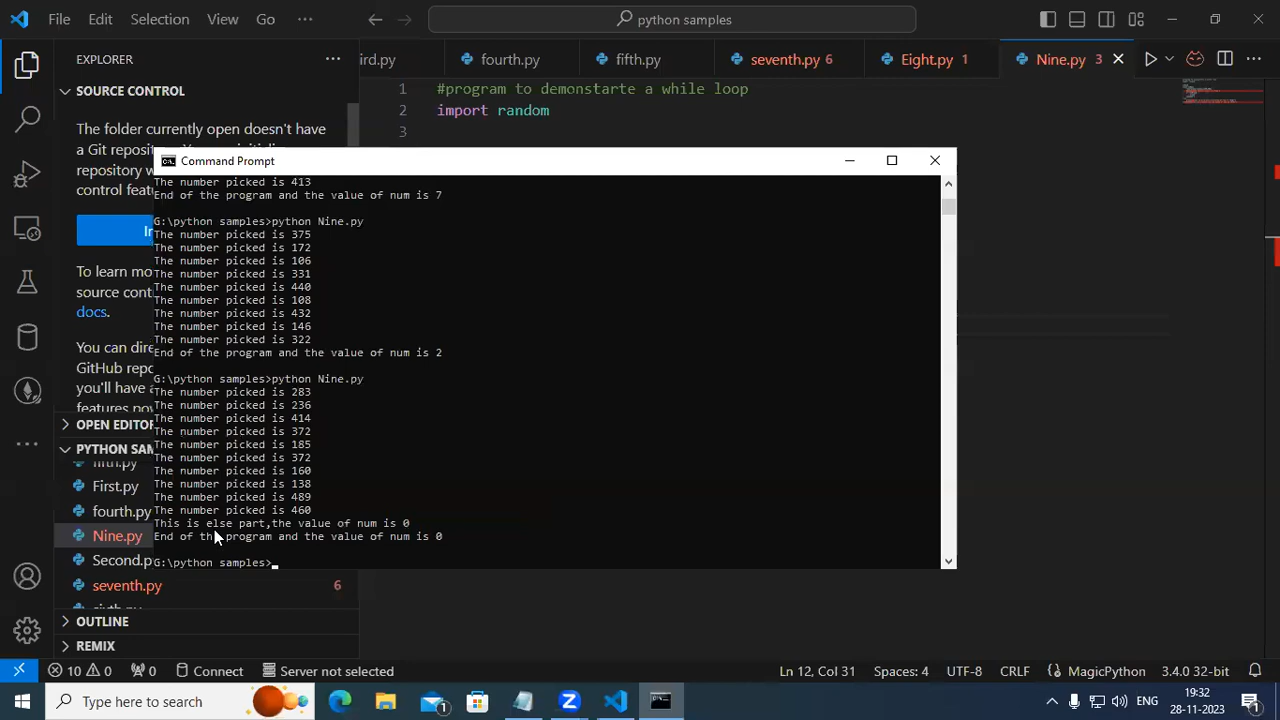 File Edit Selection View Go python samples
EXPLORER
ird.py fourth.py fifth.py seventh.py 6 Eight.py 1 Nine.py 3
SOURCE CONTROL
The folder currently open doesn't have
a Git reposi
repository w
control featu
In
To learn mo
source cont
docs.
You can dire
GitHub repo
you'll have a
features now
OPEN EDITOR
PYTHON SAM
fifth.py
First.py
fourth.py
Nine.py
Second.p
seventh.py 6
OUTLINE
REMIX
1 #program to demonstarte a while loop
2 import random
3
Command Prompt
The number picked is 413
End of the program and the value of num is 7
G:\python samples>python Nine.py
The number picked is 375
The number picked is 172
The number picked is 106
The number picked is 331
The number picked is 440
The number picked is 108
The number picked is 432
The number picked is 146
The number picked is 322
End of the program and the value of num is 2
G:\python samples>python Nine.py
The number picked is 283
The number picked is 236
The number picked is 414
The number picked is 372
The number picked is 185
The number picked is 372
The number picked is 160
The number picked is 138
The number picked is 489
The number picked is 460
This is else part,the value of num is 0
End of the program and the value of num is 0
G:\python samples>
10 0 0 Connect Server not selected Ln 12, Col 31 Spaces: 4 UTF-8 CRLF MagicPython 3.4.0 32-bit
Type here to search 1 ENG 19:32 1
28-11-2023